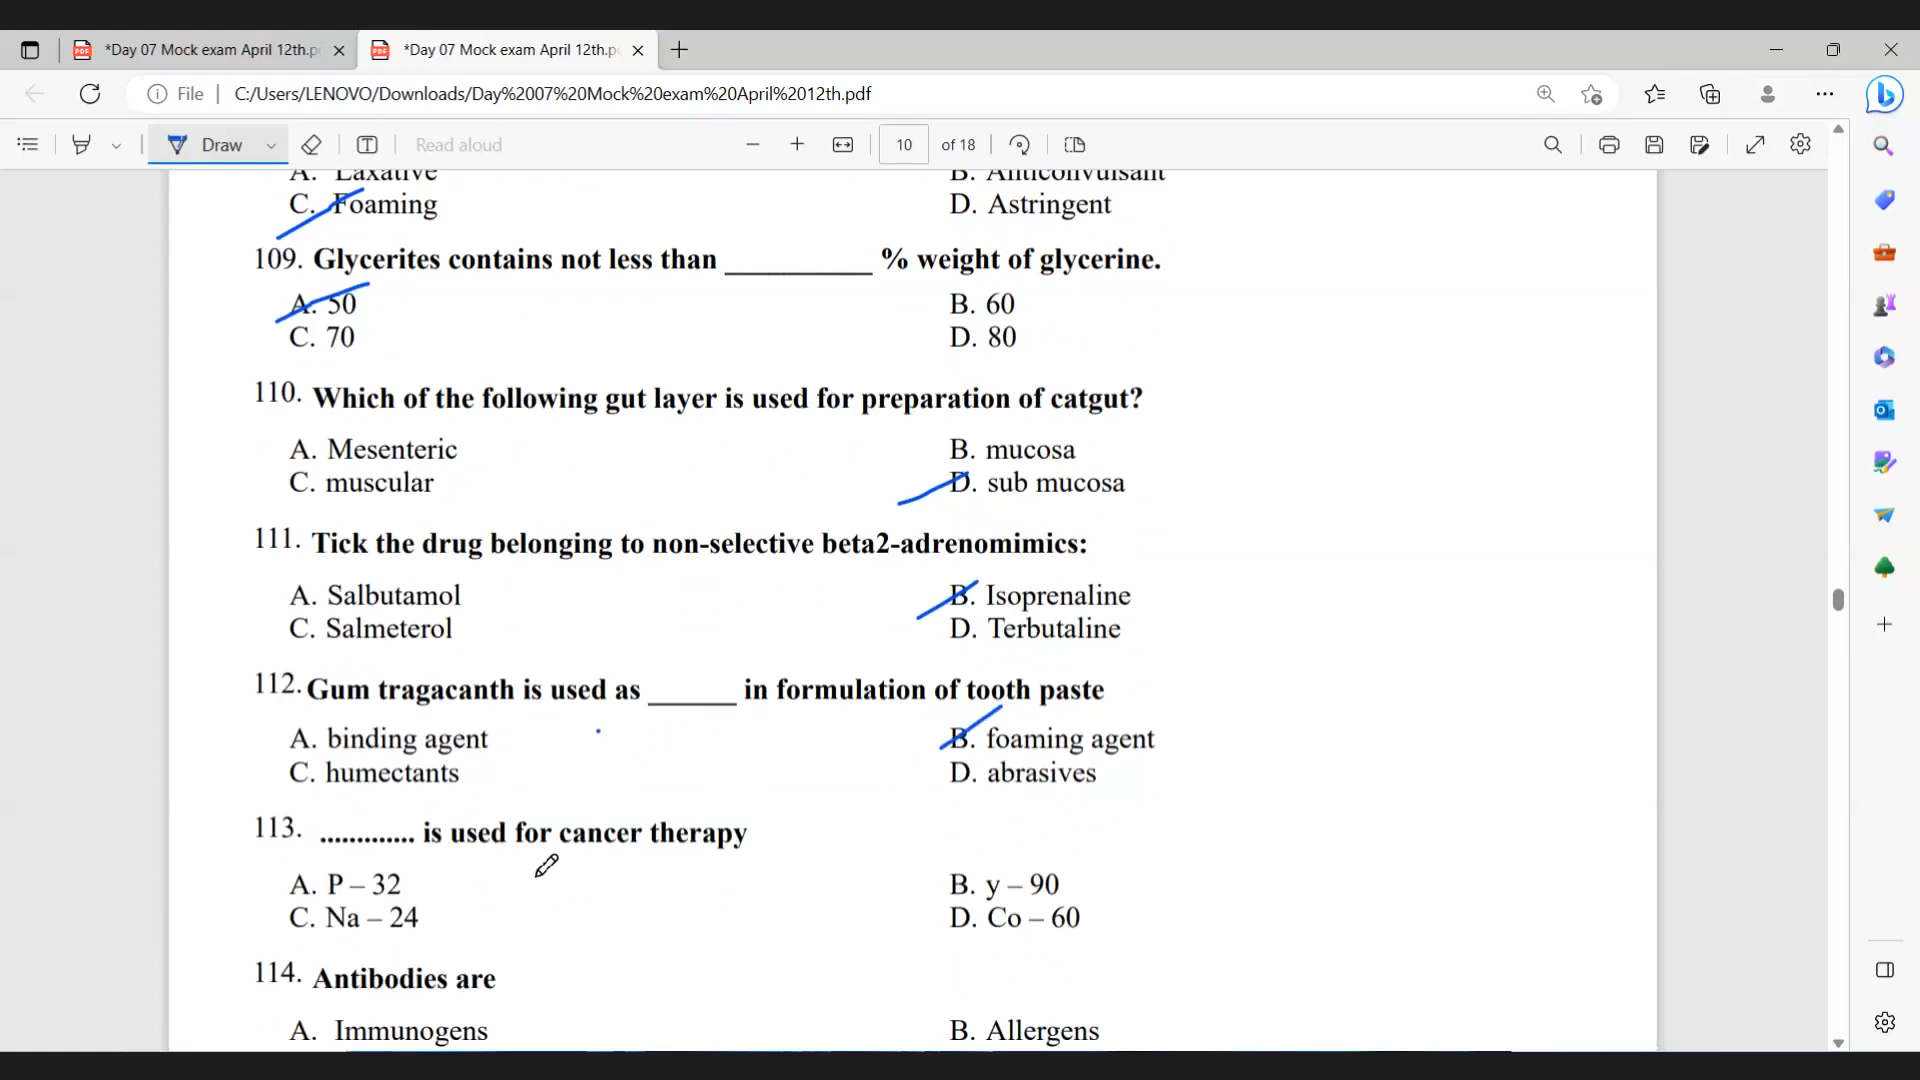 *Day 07 Mock exam April 12th.p
*Day 07 Mock exam April 12th.p
File
C:/Users/LENOVO/Downloads/Day%2007%20Mock%20exam%20April%2012th.pdf
Draw
Read aloud
10 of 18
A. Laxative B. Anticonvulsant
C. Foaming D. Astringent
109. Glycerites contains not less than __________ % weight of glycerine.
A. 50 B. 60
C. 70 D. 80
110. Which of the following gut layer is used for preparation of catgut?
A. Mesenteric B. mucosa
C. muscular D. sub mucosa
111. Tick the drug belonging to non-selective beta2-adrenomimics:
A. Salbutamol B. Isoprenaline
C. Salmeterol D. Terbutaline
112. Gum tragacanth is used as ______ in formulation of tooth paste
A. binding agent B. foaming agent
C. humectants D. abrasives
113. ............. is used for cancer therapy
A. P – 32 B. y – 90
C. Na – 24 D. Co – 60
114. Antibodies are
A. Immunogens B. Allergens